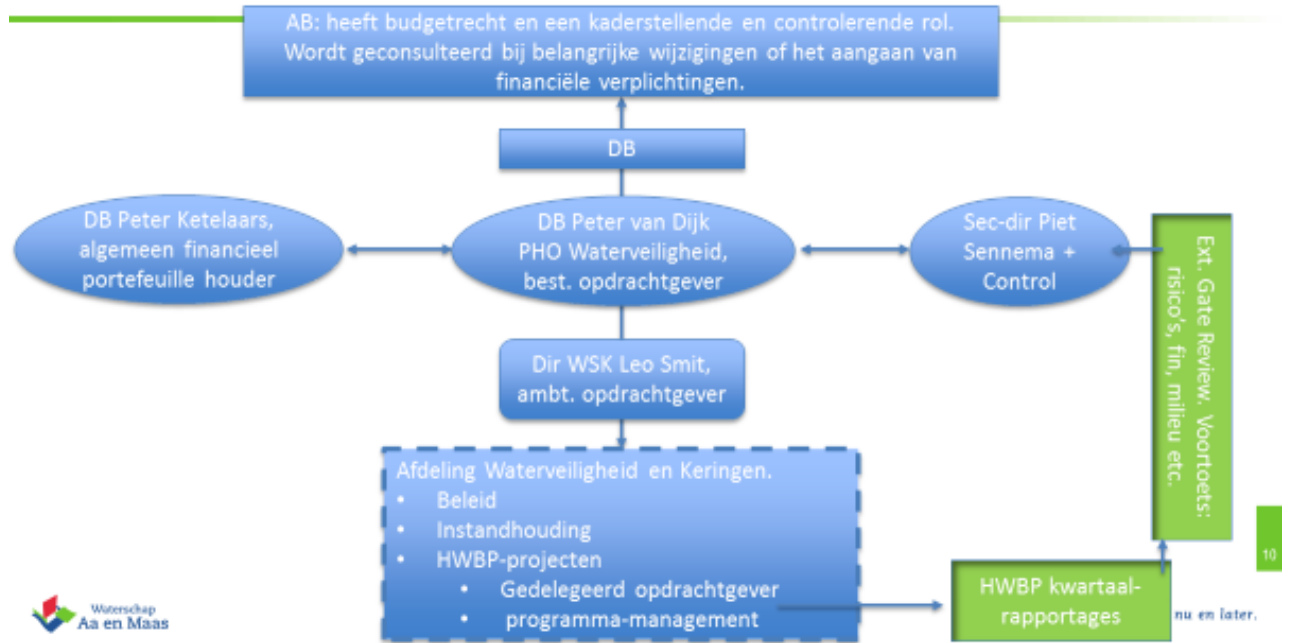 AB: heeft budgetrecht en een kaderstellende en controlerende rol.
Wordt geconsulteerd bij belangrijke wijzigingen of het aangaan van
financiële verplichtingen.
DB
DB Peter Ketelaars,
algemeen financieel
portefeuille houder
DB Peter van Dijk
PHO Waterveiligheid,
best. opdrachtgever
Sec-dir Piet
Sennema +
Control
Ext. Gate Review. Voortoets:
risico's, fin, milieu etc.
Dir WSK Leo Smit,
ambt. opdrachtgever
Afdeling Waterveiligheid en Keringen.
• Beleid
• Instandhouding
• HWBP-projecten
• Gedelegeerd opdrachtgever
• programma-management
HWBP kwartaal-
rapportages
10
Waterschap
Aa en Maas
nu en later.